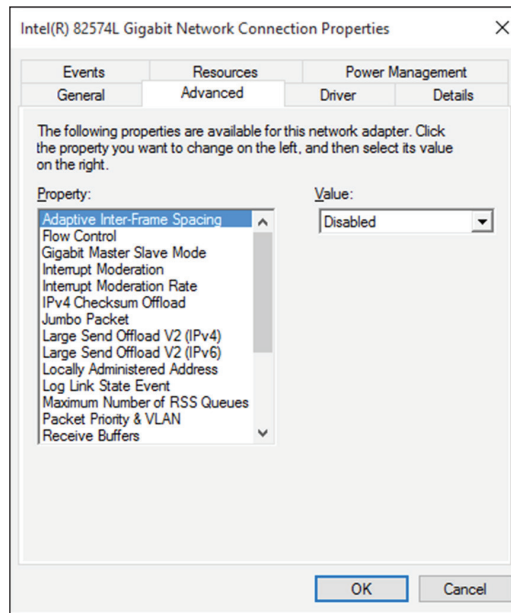 Intel(R) 82574L Gigabit Network Connection Properties
Events Resources Power Management
General Advanced Driver Details
The following properties are available for this network adapter. Click
the property you want to change on the left, and then select its value
on the right.
Property:
Value:
Adaptive Inter-Frame Spacing
Disabled
Flow Control
Gigabit Master Slave Mode
Interrupt Moderation
Interrupt Moderation Rate
IPv4 Checksum Offload
Jumbo Packet
Large Send Offload V2 (IPv4)
Large Send Offload V2 (IPv6)
Locally Administered Address
Log Link State Event
Maximum Number of RSS Queues
Packet Priority & VLAN
Receive Buffers
OK
Cancel